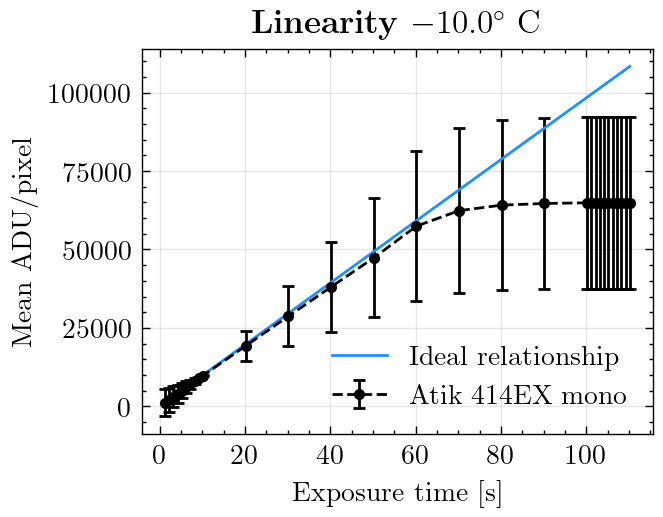 Linearity −10.0° C
Mean ADU/pixel
100000
75000
50000
25000
0
Ideal relationship
Atik 414EX mono
0 20 40 60 80 100
Exposure time [s]